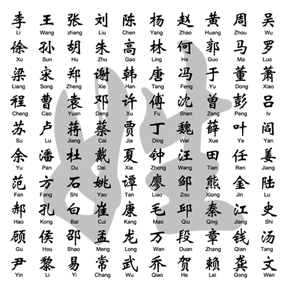 李 王 张 刘 陈 杨 赵 黄 周 吴
Li Wang Zhang Liu Chen Yang Zhao Huang Zhou Wu
徐 孙 胡 朱 高 林 何 郭 马 罗
Xu Sun Hu Zhu Gao Lin He Guo Ma Luo
梁 宋 郑 谢 韩 唐 冯 于 董 萧
Liang Song Zheng Xie Han Tang Feng Yu Dong Xiao
程 曹 袁 邓 许 傅 沈 曾 彭 吕
Cheng Cao Yuan Deng Xu Fu Shen Zeng Peng lv
苏 卢 蒋 蔡 贾 丁 魏 薛 叶 阎
Su Lu Jiang Cai Jia Ding Wei Xue Ye Yan
余 潘 杜 戴 夏 钟 汪 田 任 姜
Yu Pan Du Dai Xia Zhong Wang Tian Ren Jiang
范 方 石 姚 谭 廖 邹 熊 金 陆
Fan Fang Shi Yao Tan Liao Zou Xiong Jin Lu
郝 孔 白 崔 康 毛 邱 秦 江 史
Hao Kong Bai Cui Kang Mao Qiu Qin Jiang Shi
顾 侯 邵 孟 龙 万 段 章 钱 汤
Gu Hou Shao Meng Long Wan Duan Zhang Qian Tang
尹 黎 易 常 武 乔 贺 赖 龚 文
Yin Li Yi Chang Wu Qiao He Lai Gong Wen
姓